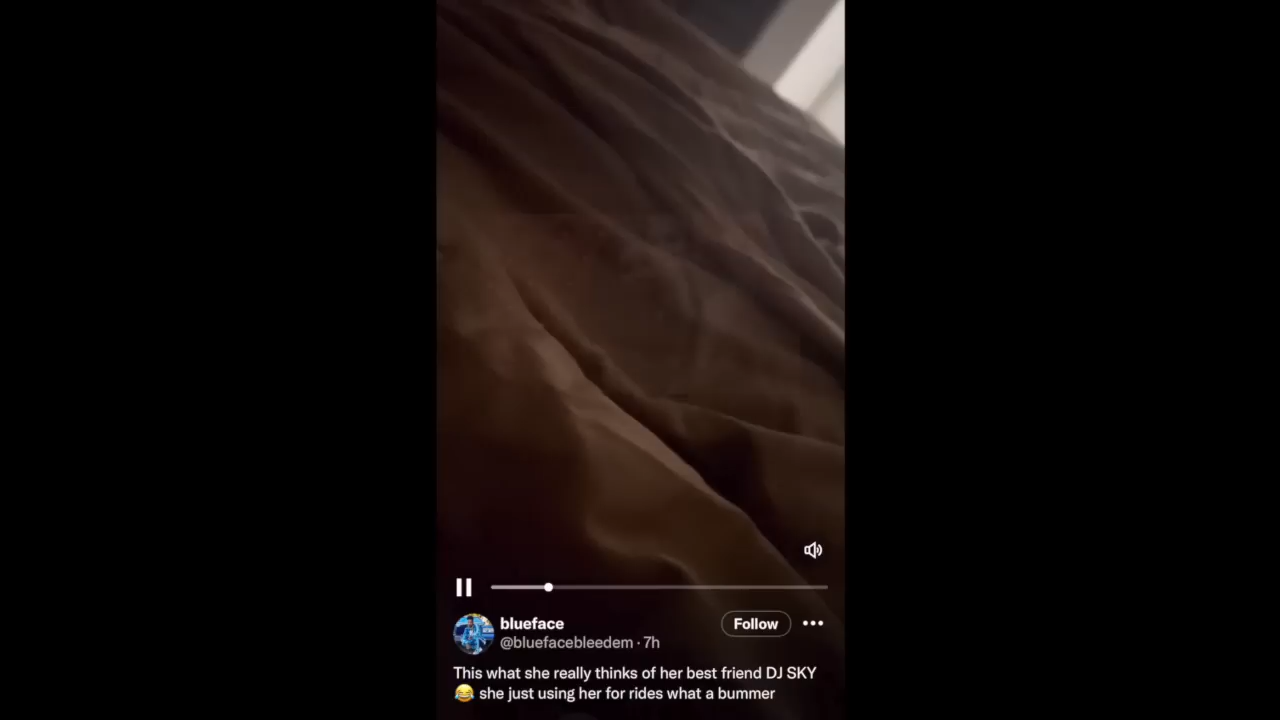 blueface
Follow
@bluefacebleedem · 7h
This what she really thinks of her best friend DJ SKY
😂 she just using her for rides what a bummer